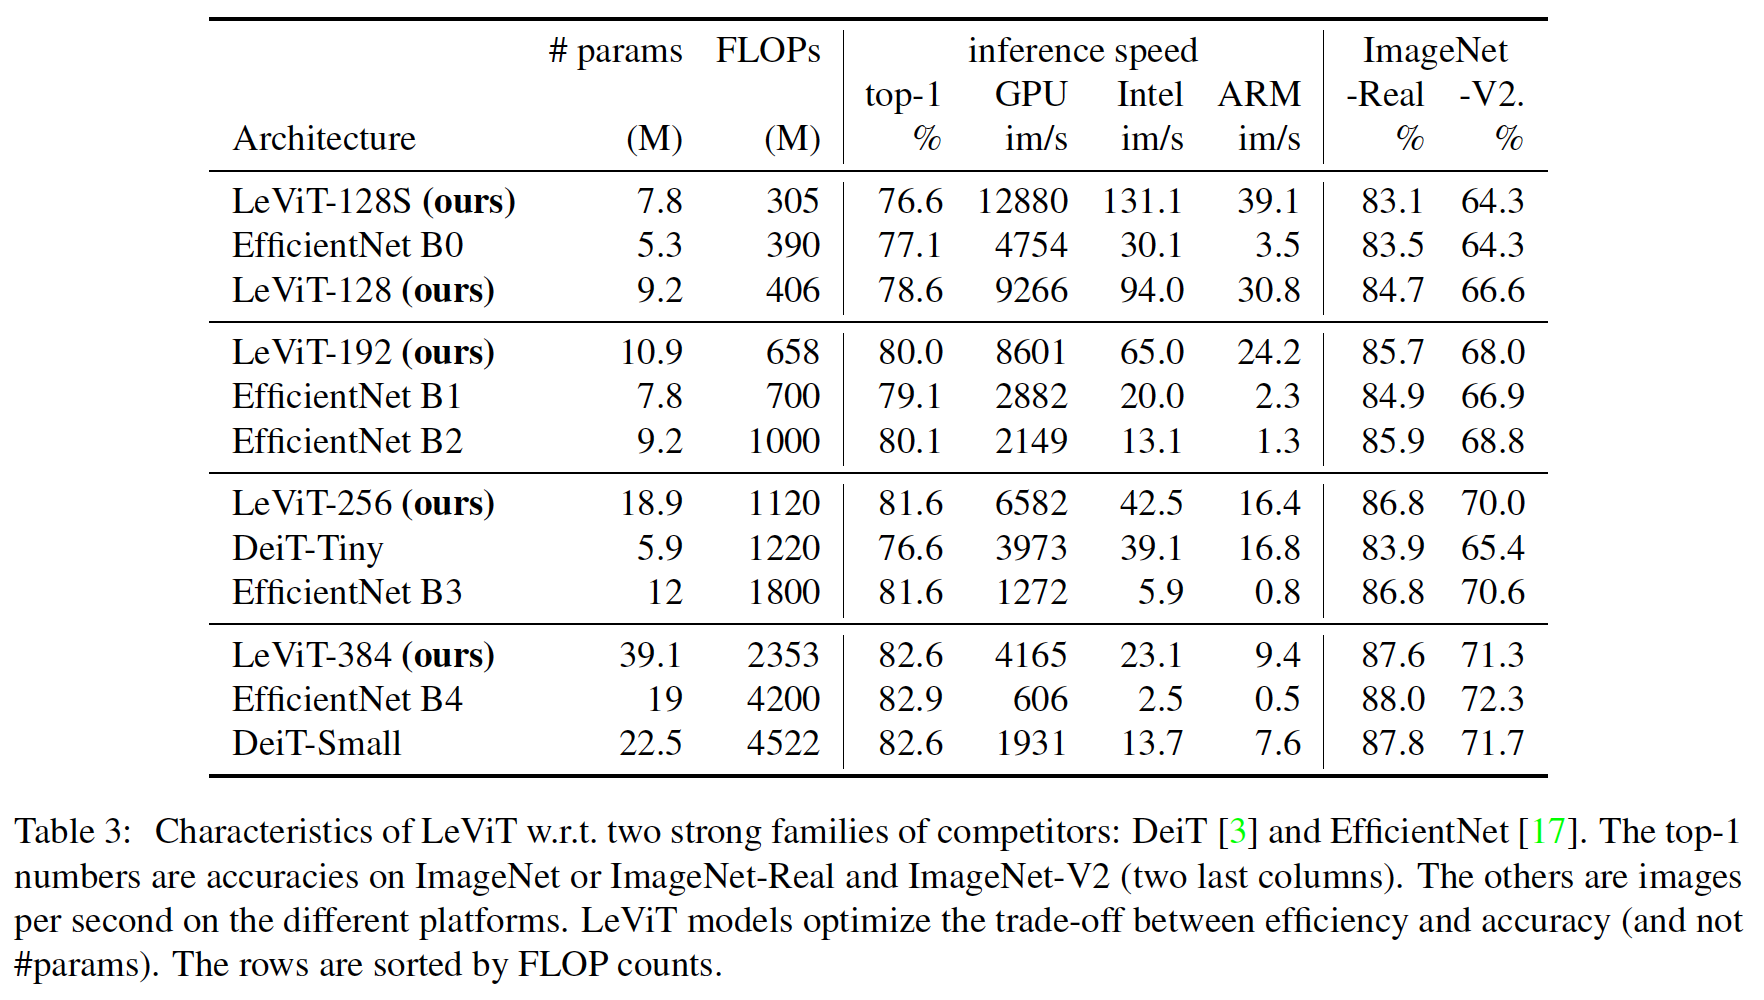 # params FLOPs inference speed ImageNet
top-1 GPU Intel ARM -Real -V2.
Architecture (M) (M) % im/s im/s im/s % %
LeViT-128S (ours) 7.8 305 76.6 12880 131.1 39.1 83.1 64.3
EfficientNet B0 5.3 390 77.1 4754 30.1 3.5 83.5 64.3
LeViT-128 (ours) 9.2 406 78.6 9266 94.0 30.8 84.7 66.6
LeViT-192 (ours) 10.9 658 80.0 8601 65.0 24.2 85.7 68.0
EfficientNet B1 7.8 700 79.1 2882 20.0 2.3 84.9 66.9
EfficientNet B2 9.2 1000 80.1 2149 13.1 1.3 85.9 68.8
LeViT-256 (ours) 18.9 1120 81.6 6582 42.5 16.4 86.8 70.0
DeiT-Tiny 5.9 1220 76.6 3973 39.1 16.8 83.9 65.4
EfficientNet B3 12 1800 81.6 1272 5.9 0.8 86.8 70.6
LeViT-384 (ours) 39.1 2353 82.6 4165 23.1 9.4 87.6 71.3
EfficientNet B4 19 4200 82.9 606 2.5 0.5 88.0 72.3
DeiT-Small 22.5 4522 82.6 1931 13.7 7.6 87.8 71.7
Table 3: Characteristics of LeViT w.r.t. two strong families of competitors: DeiT [3] and EfficientNet [17]. The top-1
numbers are accuracies on ImageNet or ImageNet-Real and ImageNet-V2 (two last columns). The others are images
per second on the different platforms. LeViT models optimize the trade-off between efficiency and accuracy (and not
#params). The rows are sorted by FLOP counts.